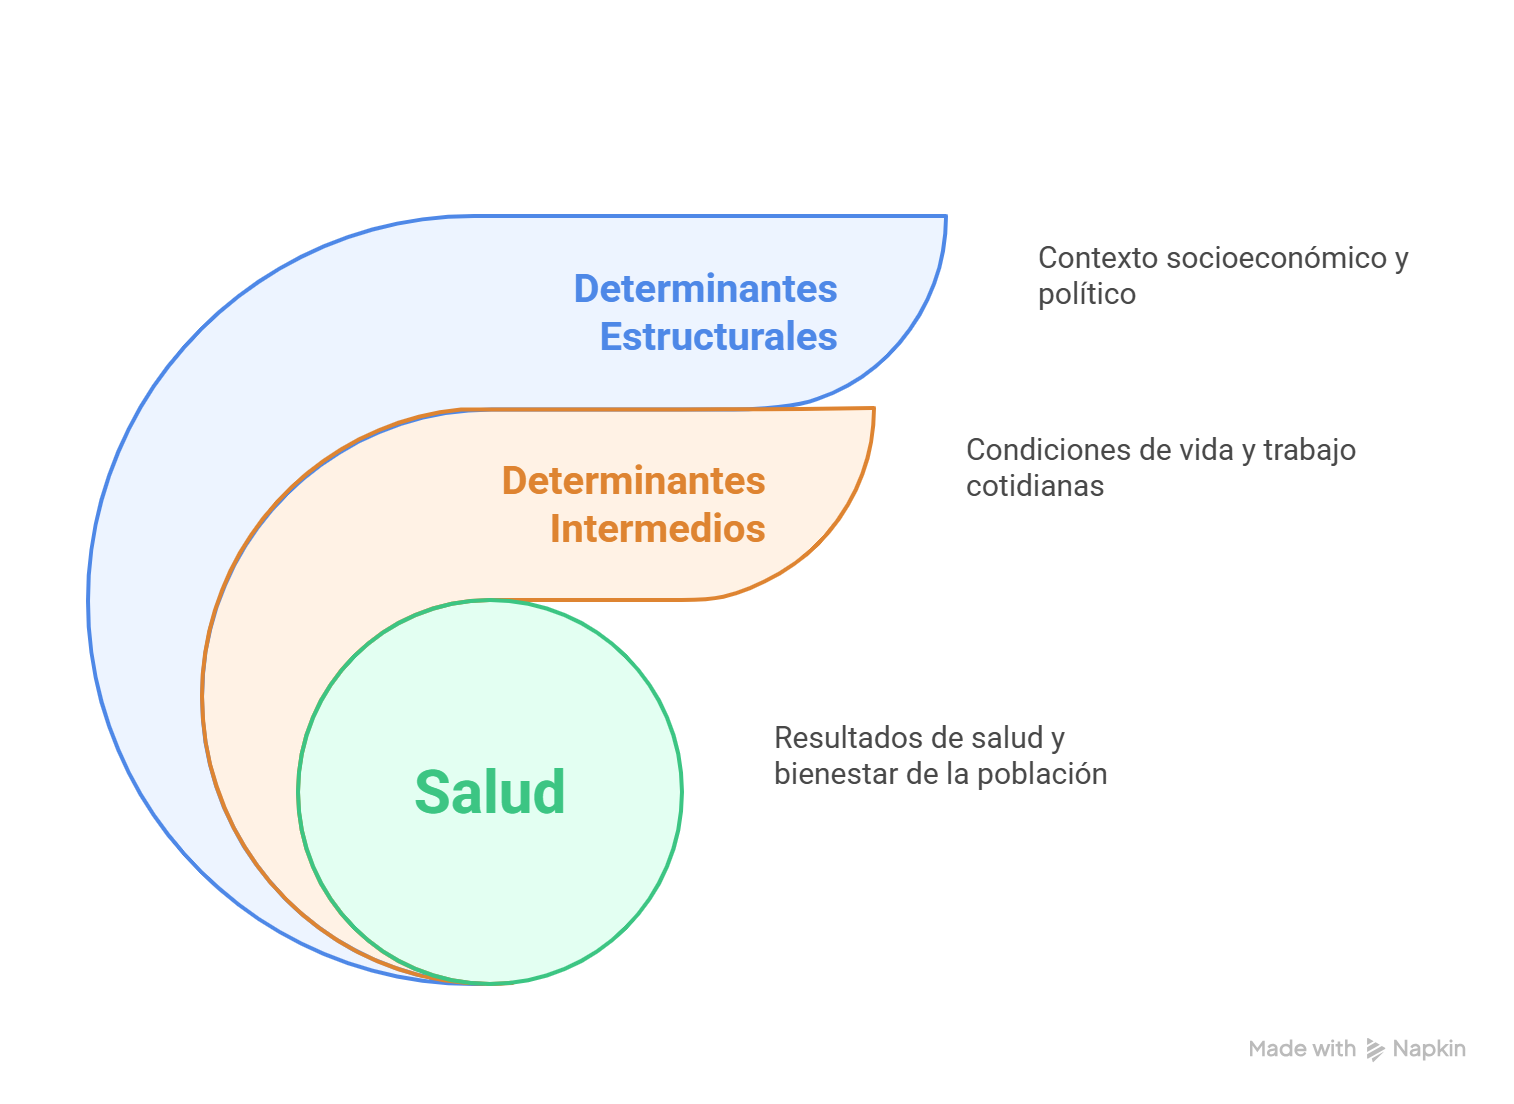 Determinantes
Estructurales
Contexto socioeconómico y
político
Determinantes
Intermedios
Condiciones de vida y trabajo
cotidianas
Salud
Resultados de salud y
bienestar de la población
Made with Napkin